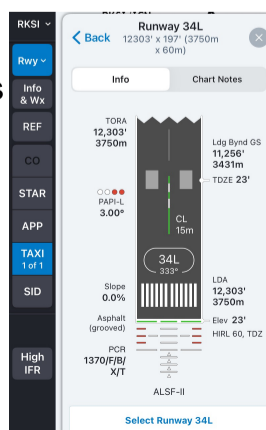 RKSI
Runway 34L
Back
12303' x 197' (3750m
x 60m)
Rwy
Info
& Wx
REF
CO
STAR
APP
TAXI
1 of 1
SID
High
IFR
Info
Chart Notes
TORA
12,303'
3750m
Ldg Bynd GS
11,256'
3431m
TDZE 23'
PAPI-L
3.00°
CL
15m
34L
333°
Slope
0.0%
LDA
12,303'
3750m
Asphalt
(grooved)
Elev 23'
HIRL 60, TDZ
PCR
1370/F/B/
X/T
ALSF-II
Select Runway 34L